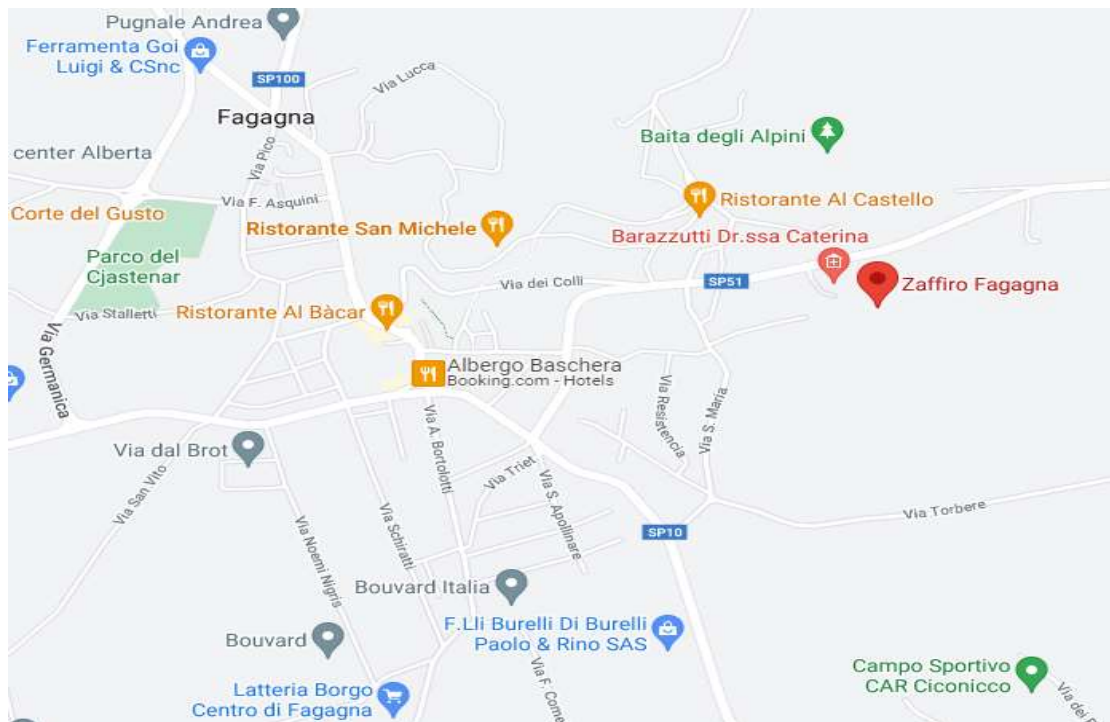 Pugnale Andrea
Ferramenta Goi
Luigi & CSnc
SP100
Via Lucca
Fagagna
Baita degli Alpini
center Alberta
Via Pico
Via F. Asquini
Ristorante Al Castello
Corte del Gusto
Ristorante San Michele
Barazzutti Dr.ssa Caterina
Parco del
Cjastenar
Via dei Colli
SP51
Zaffiro Fagagna
Via Stalletti
Ristorante Al Bàcar
Via Germanica
Albergo Baschera
Booking.com - Hotels
Via Resistencia
Via S. Maria
Via dal Brot
Via A. Bortolotti
Via Triet
Via San Vito
Via S. Apollinare
Via Torbere
Via Noemi Nigris
Via Schiratti
SP10
Bouvard Italia
F.Lli Burelli Di Burelli
Paolo & Rino SAS
Bouvard
Campo Sportivo
CAR Ciconicco
Latteria Borgo
Centro di Fagagna
Via F. Come
Via dei